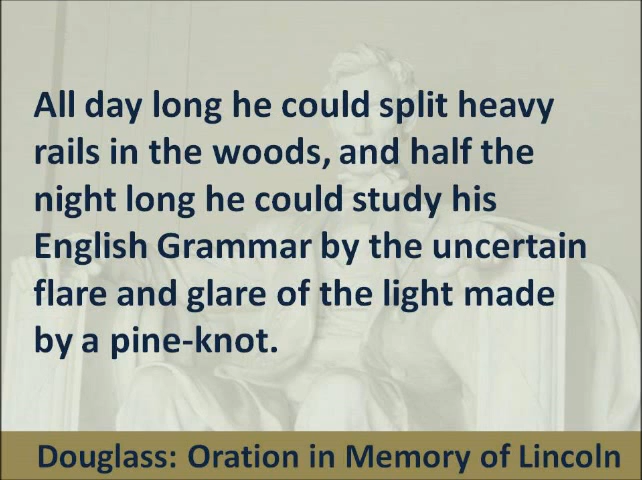 All day long he could split heavy
rails in the woods, and half the
night long he could study his
English Grammar by the uncertain
flare and glare of the light made
by a pine-knot.
Douglass: Oration in Memory of Lincoln